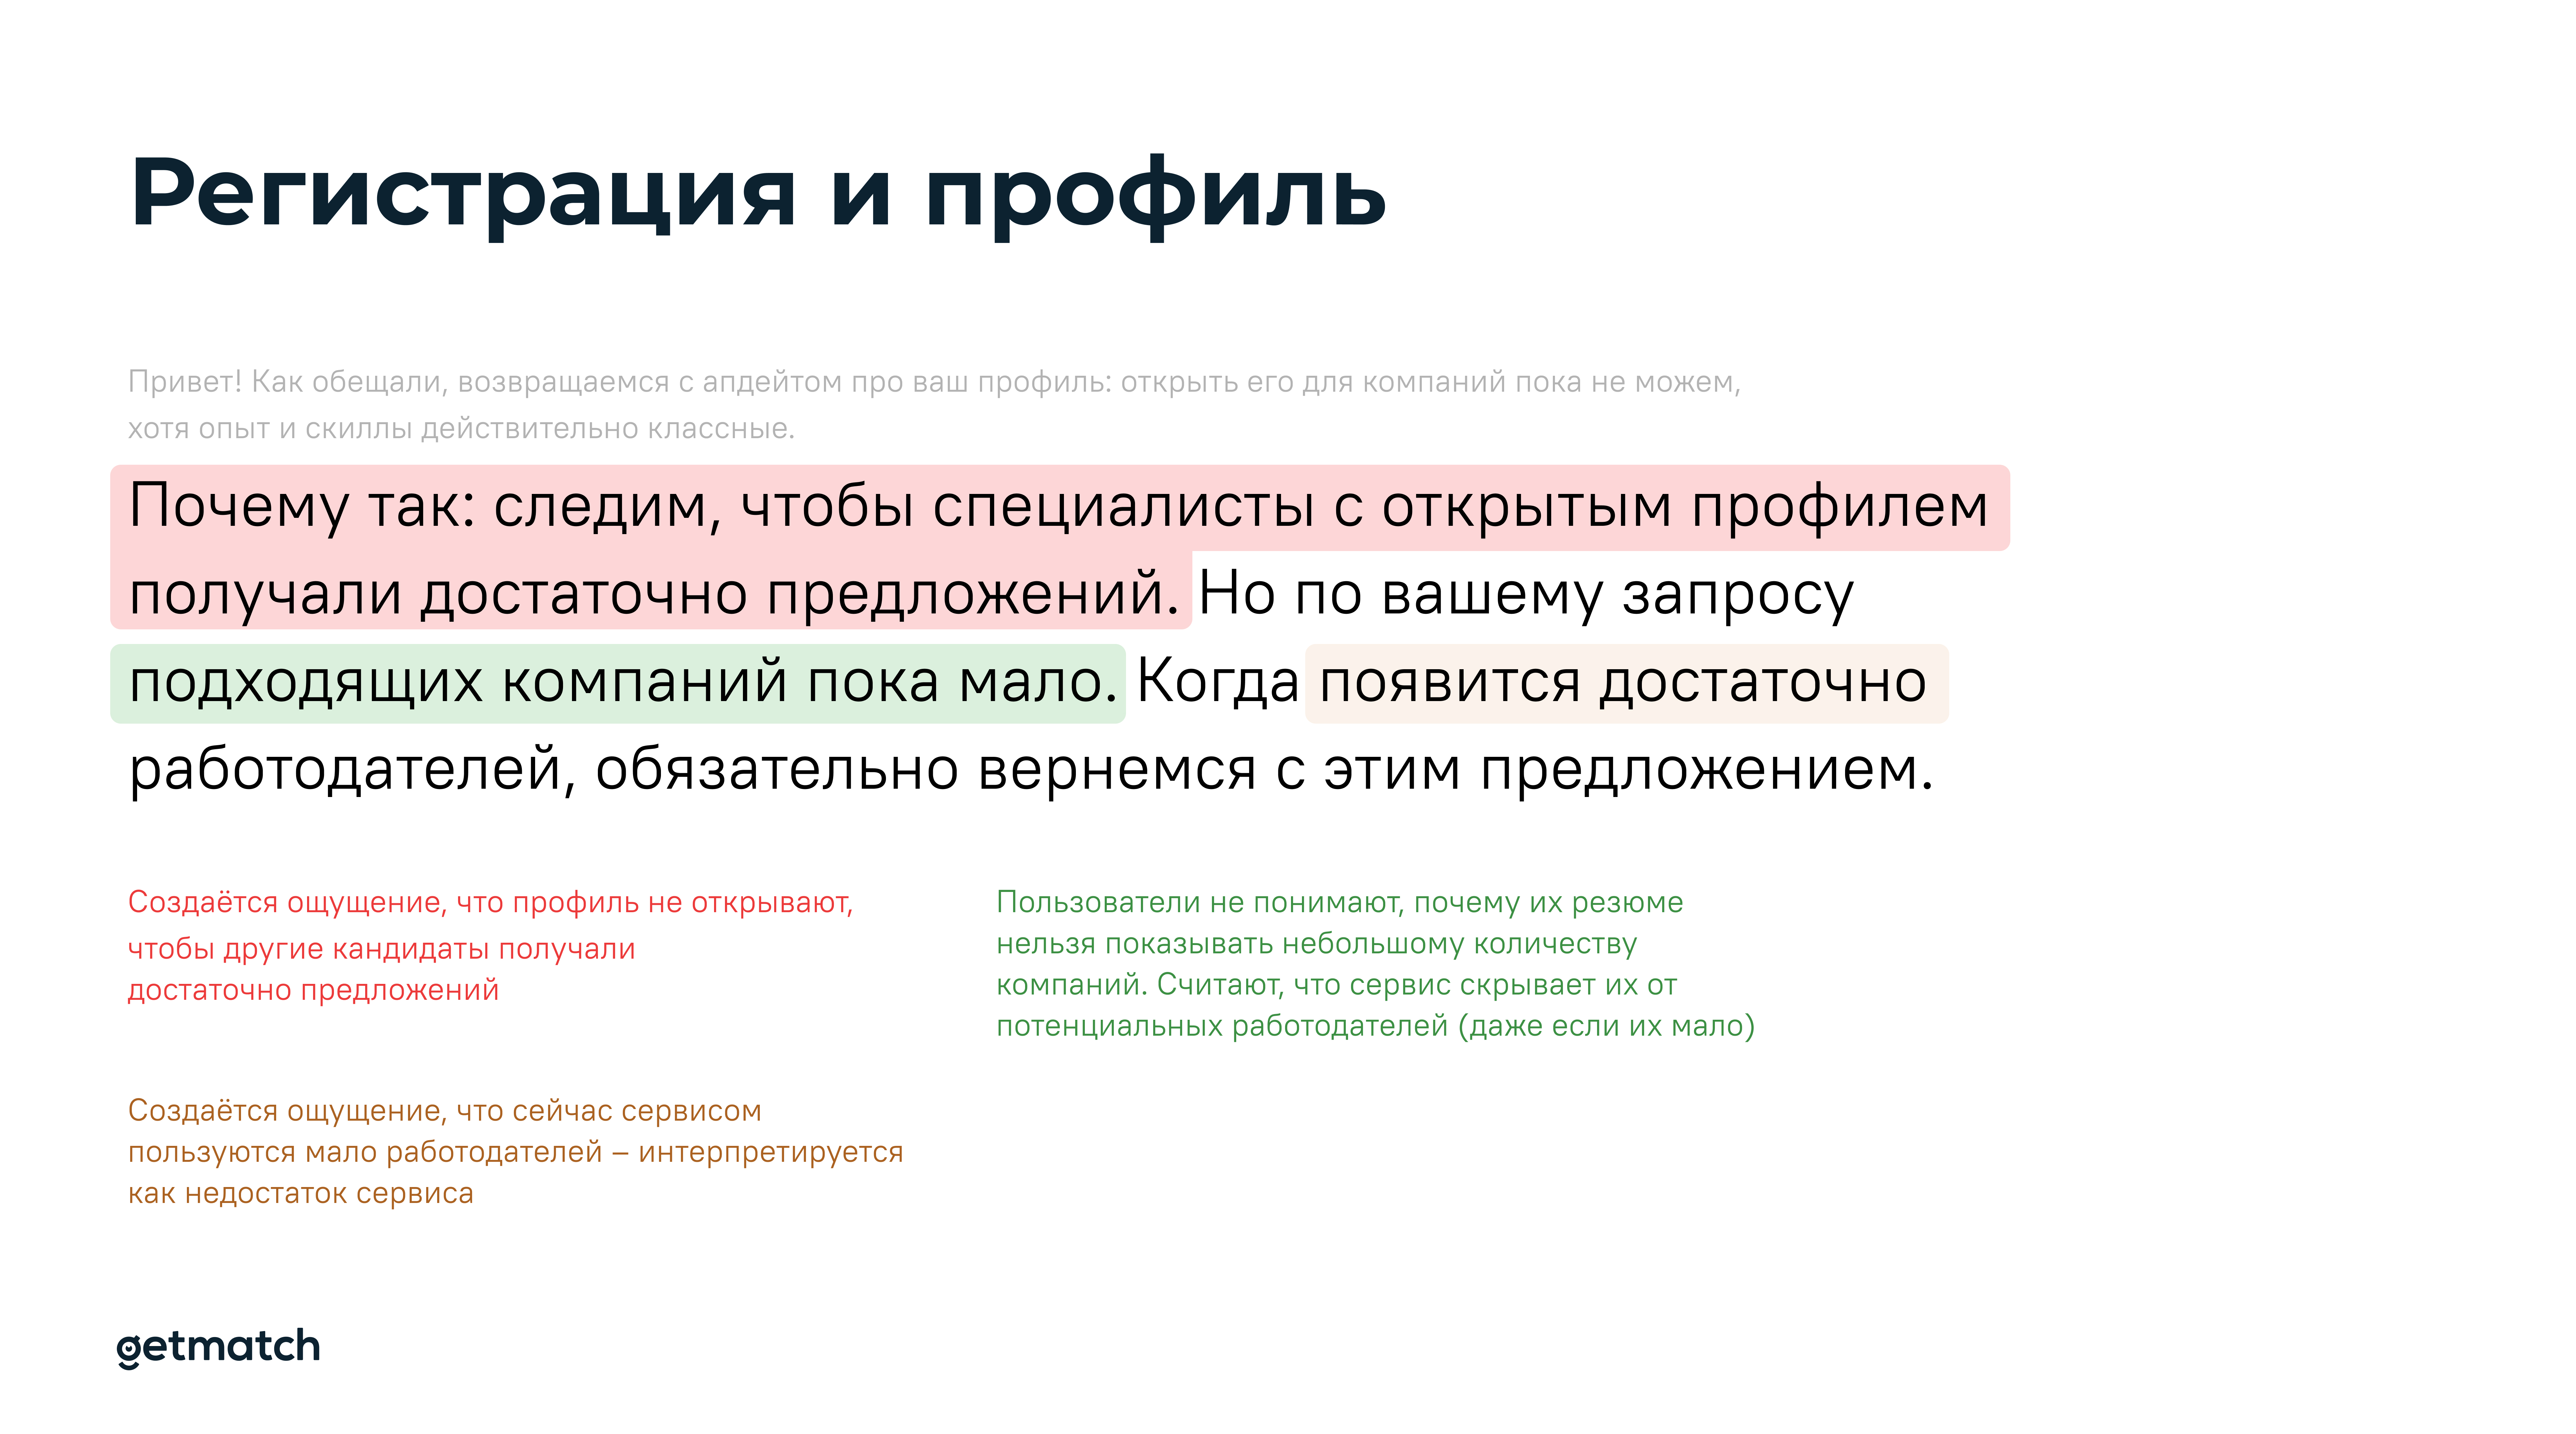 Регистрация и профиль
Привет! Как обещали, возвращаемся с апдейтом про ваш профиль: открыть его для компаний пока не можем,
хотя опыт и скиллы действительно классные.
Почему так: следим, чтобы специалисты с открытым профилем
получали достаточно предложений. Но по вашему запросу
подходящих компаний пока мало. Когда появится достаточно
работодателей, обязательно вернемся с этим предложением.
Создаётся ощущение, что профиль не открывают,
чтобы другие кандидаты получали
достаточно предложений
Пользователи не понимают, почему их резюме
нельзя показывать небольшому количеству
компаний. Считают, что сервис скрывает их от
потенциальных работодателей (даже если их мало)
Создаётся ощущение, что сейчас сервисом
пользуются мало работодателей – интерпретируется
как недостаток сервиса
getmatch